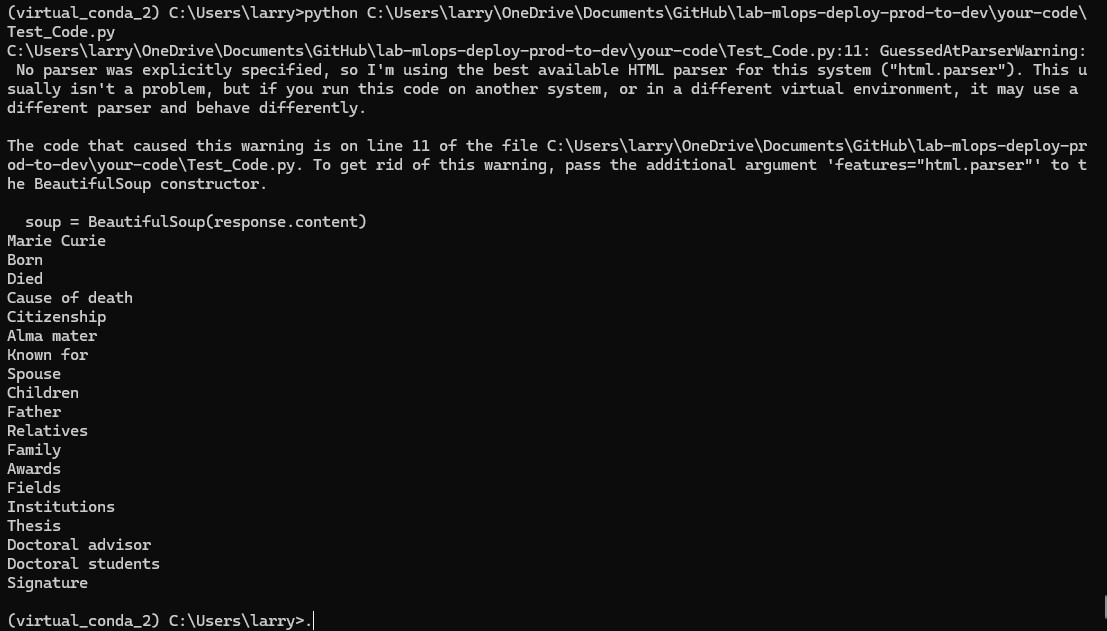 (virtual_conda_2) C:\Users\larry>python C:\Users\larry\OneDrive\Documents\GitHub\lab-mlops-deploy-prod-to-dev\your-code\
Test_Code.py
C:\Users\larry\OneDrive\Documents\GitHub\lab-mlops-deploy-prod-to-dev\your-code\Test_Code.py:11: GuessedAtParserWarning:
 No parser was explicitly specified, so I'm using the best available HTML parser for this system ("html.parser"). This u
sually isn't a problem, but if you run this code on another system, or in a different virtual environment, it may use a
different parser and behave differently.

The code that caused this warning is on line 11 of the file C:\Users\larry\OneDrive\Documents\GitHub\lab-mlops-deploy-pr
od-to-dev\your-code\Test_Code.py. To get rid of this warning, pass the additional argument 'features="html.parser"' to t
he BeautifulSoup constructor.

  soup = BeautifulSoup(response.content)
Marie Curie
Born
Died
Cause of death
Citizenship
Alma mater
Known for
Spouse
Children
Father
Relatives
Family
Awards
Fields
Institutions
Thesis
Doctoral advisor
Doctoral students
Signature

(virtual_conda_2) C:\Users\larry>.